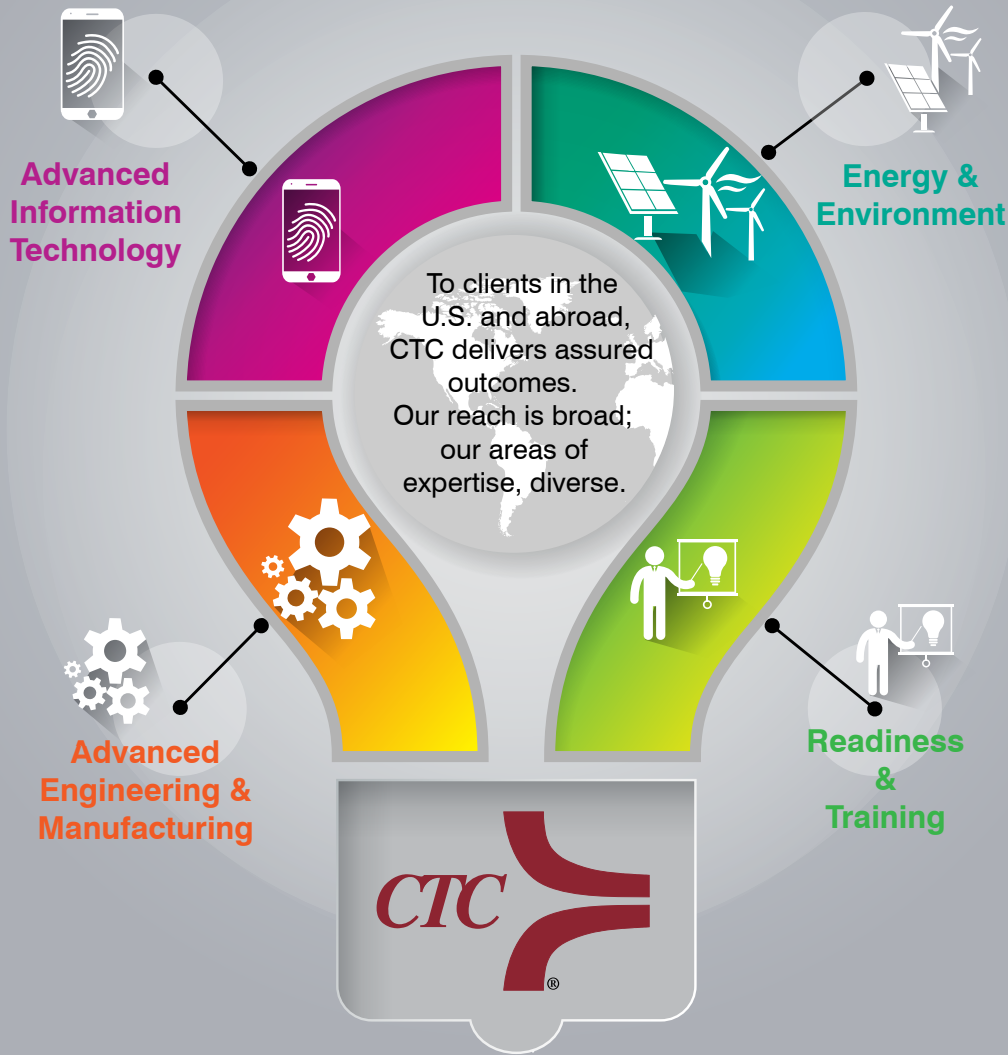 Advanced
Information
Technology
Energy &
Environment
To clients in the
U.S. and abroad,
CTC delivers assured
outcomes.
Our reach is broad;
our areas of
expertise, diverse.
Advanced
Engineering &
Manufacturing
Readiness
&
Training
CTC
®